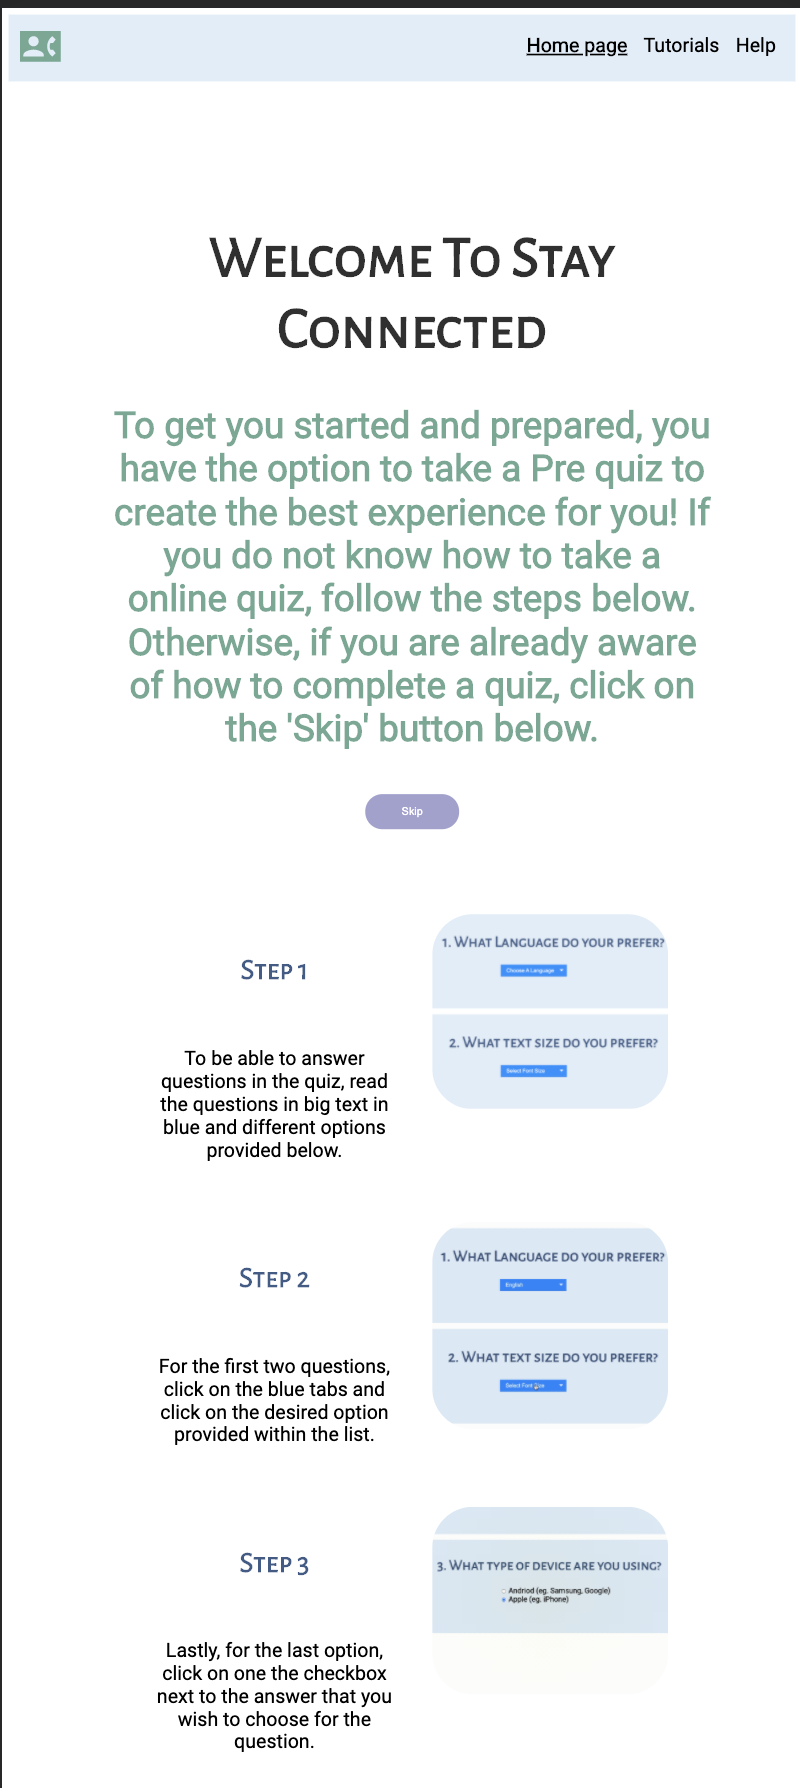 Home page Tutorials Help
Welcome To Stay
Connected
To get you started and prepared, you
have the option to take a Pre quiz to
create the best experience for you! If
you do not know how to take a
online quiz, follow the steps below.
Otherwise, if you are already aware
of how to complete a quiz, click on
the 'Skip' button below.
Skip
Step 1
To be able to answer
questions in the quiz, read
the questions in big text in
blue and different options
provided below.
1. What Language do your prefer?
Choose A Language
2. What text size do you prefer?
Select Font Size
Step 2
For the first two questions,
click on the blue tabs and
click on the desired option
provided within the list.
1. What Language do your prefer?
English
2. What text size do you prefer?
Select Font Size
Step 3
Lastly, for the last option,
click on one the checkbox
next to the answer that you
wish to choose for the
question.
3. What type of device are you using?
Andriod (eg. Samsung, Google)
Apple (eg. iPhone)